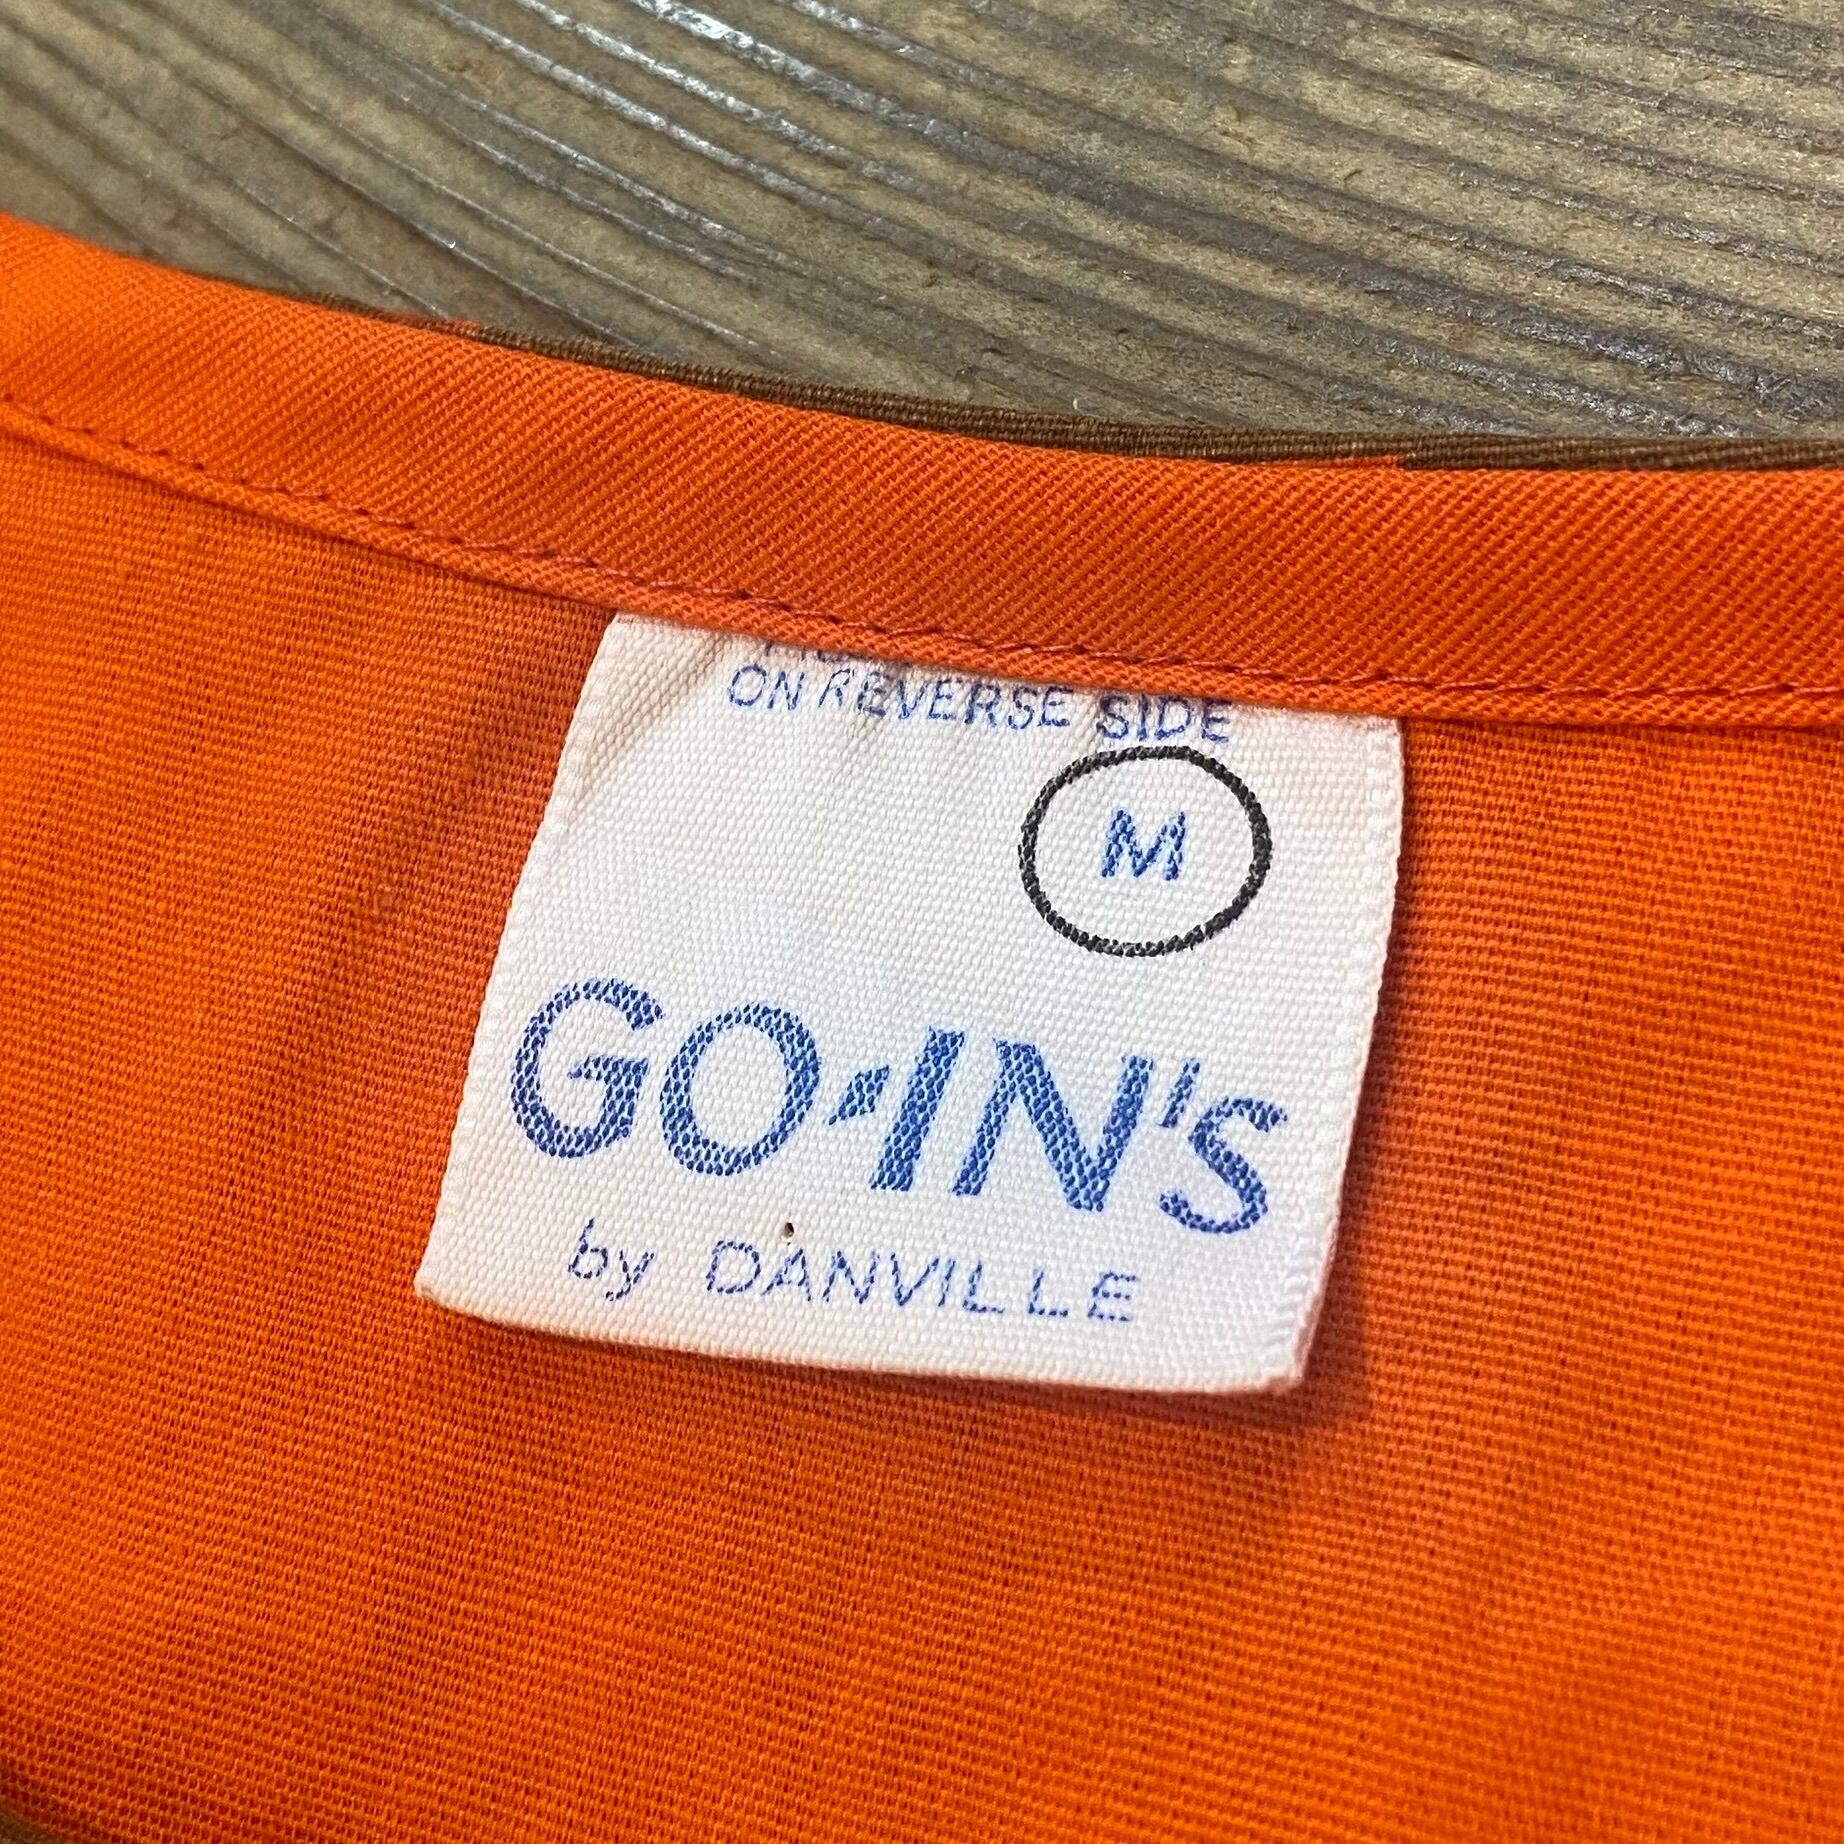 ON REVERSE SIDE
M
GO-IN'S
by DANVILLE